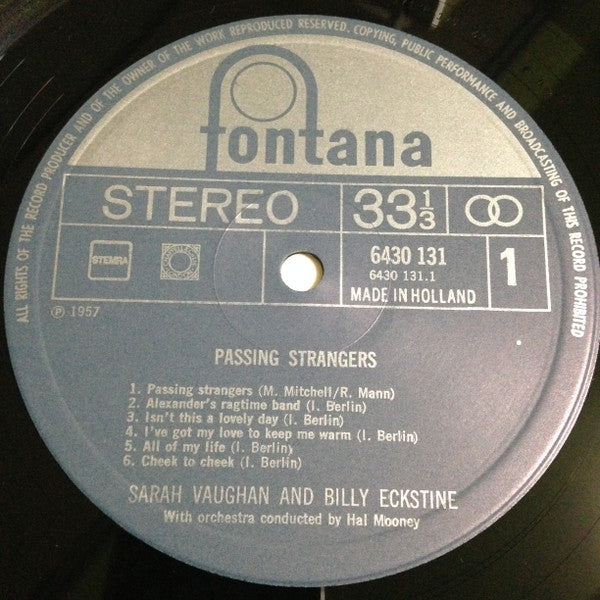 ALL RIGHTS OF THE RECORD PRODUCER AND OF THE OWNER OF THE WORK REPRODUCED RESERVED. COPYING, PUBLIC PERFORMANCE AND BROADCASTING OF THIS RECORD PROHIBITED
fontana
STEREO 33 1/3
STEMRA 6430 131 1
6430 131.1
MADE IN HOLLAND
℗ 1957
PASSING STRANGERS
1. Passing strangers (M. Mitchell/R. Mann)
2. Alexander's ragtime band (I. Berlin)
3. Isn't this a lovely day (I. Berlin)
4. I've got my love to keep me warm (I. Berlin)
5. All of my life (I. Berlin)
6. Cheek to cheek (I. Berlin)
SARAH VAUGHAN AND BILLY ECKSTINE
With orchestra conducted by Hal Mooney